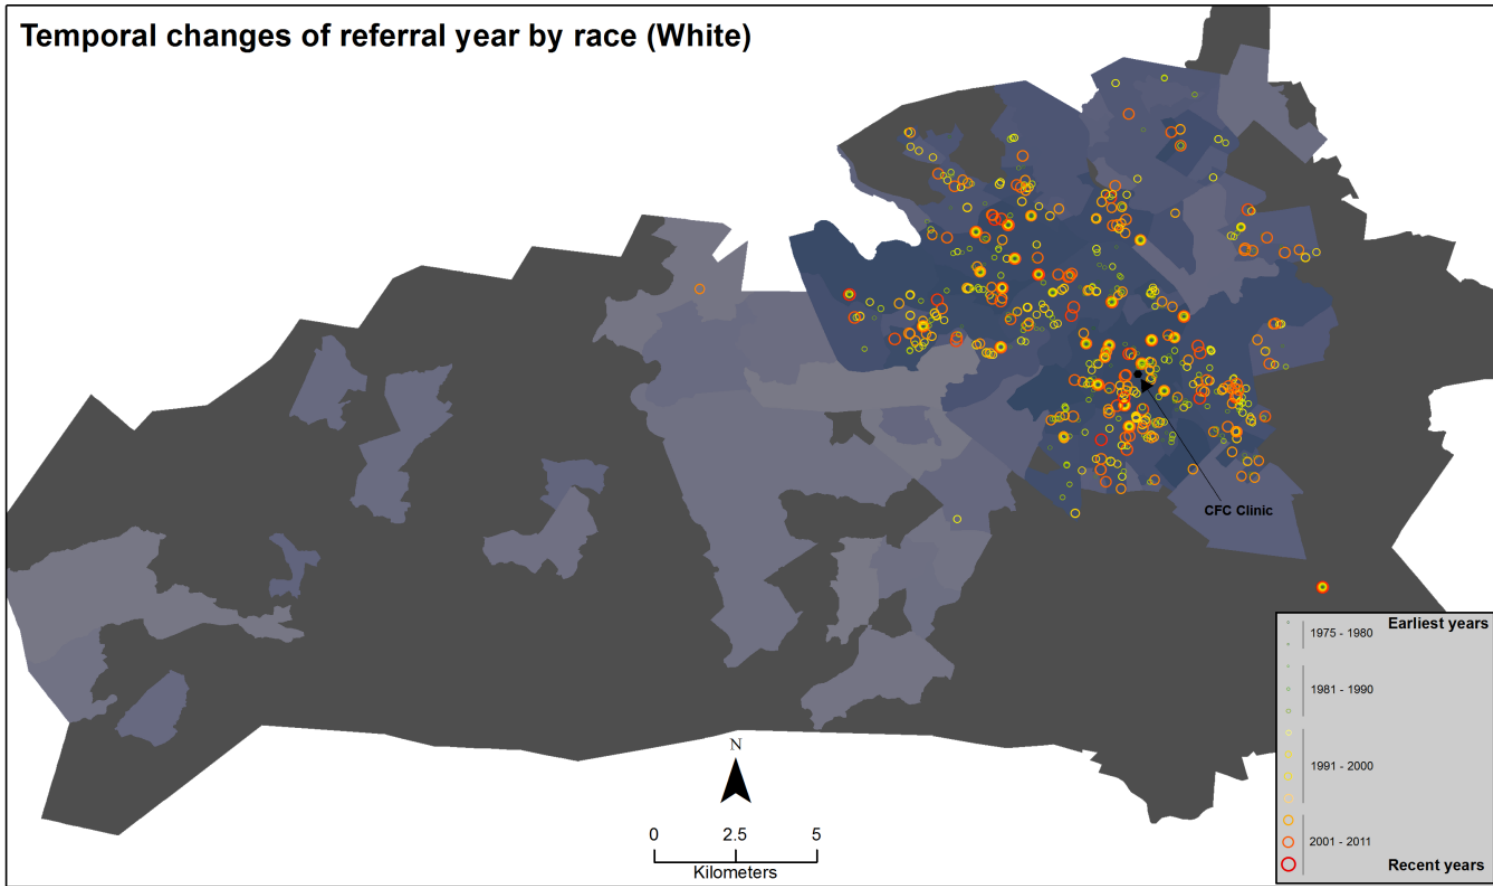 Temporal changes of referral year by race (White)
CFC Clinic
Earliest years
1975 - 1980
1981 - 1990
1991 - 2000
2001 - 2011
Recent years
N
0 2.5 5
Kilometers